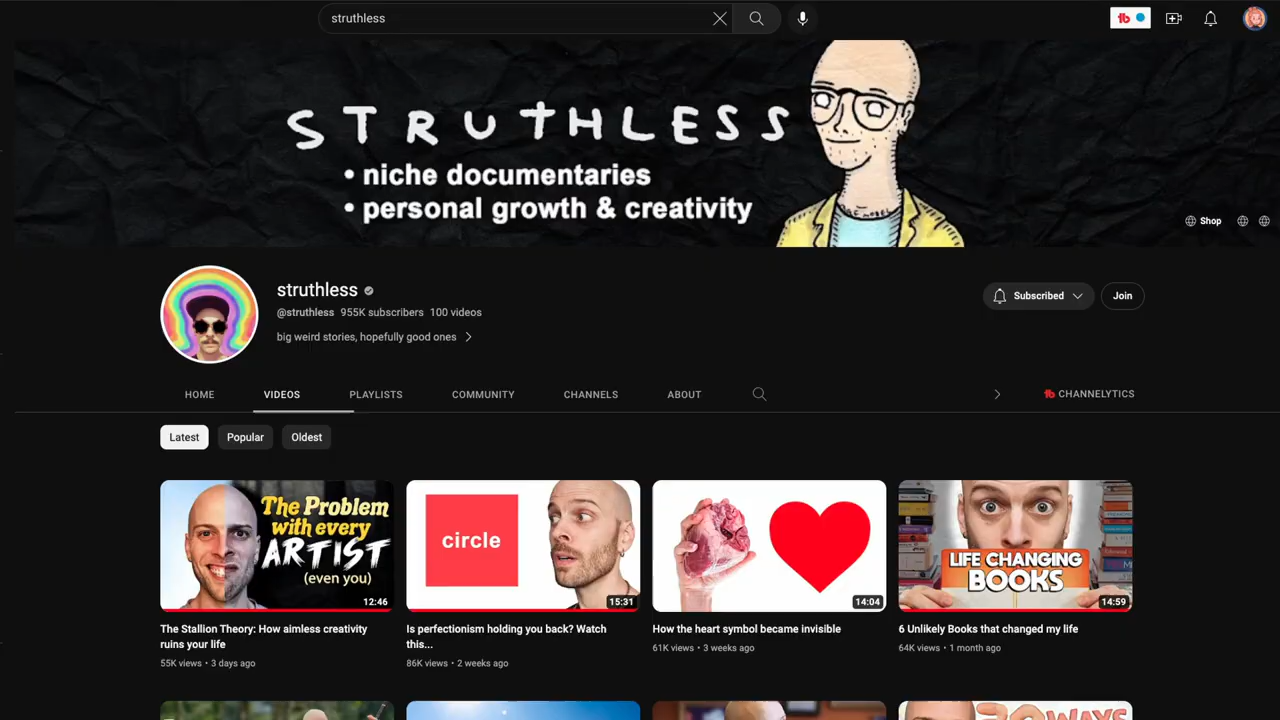 struthless
tb
STRUTHLESS
• niche documentaries
• personal growth & creativity
Shop
struthless
@struthless 955K subscribers 100 videos
big weird stories, hopefully good ones
Subscribed
Join
HOME VIDEOS PLAYLISTS COMMUNITY CHANNELS ABOUT
tb CHANNELYTICS
Latest Popular Oldest
The Problem
with every
ARTIST
(even you)
12:46
circle
15:31
14:04
LIFE CHANGING
BOOKS
14:59
The Stallion Theory: How aimless creativity
ruins your life
55K views • 3 days ago
Is perfectionism holding you back? Watch
this...
86K views • 2 weeks ago
How the heart symbol became invisible
61K views • 3 weeks ago
6 Unlikely Books that changed my life
64K views • 1 month ago